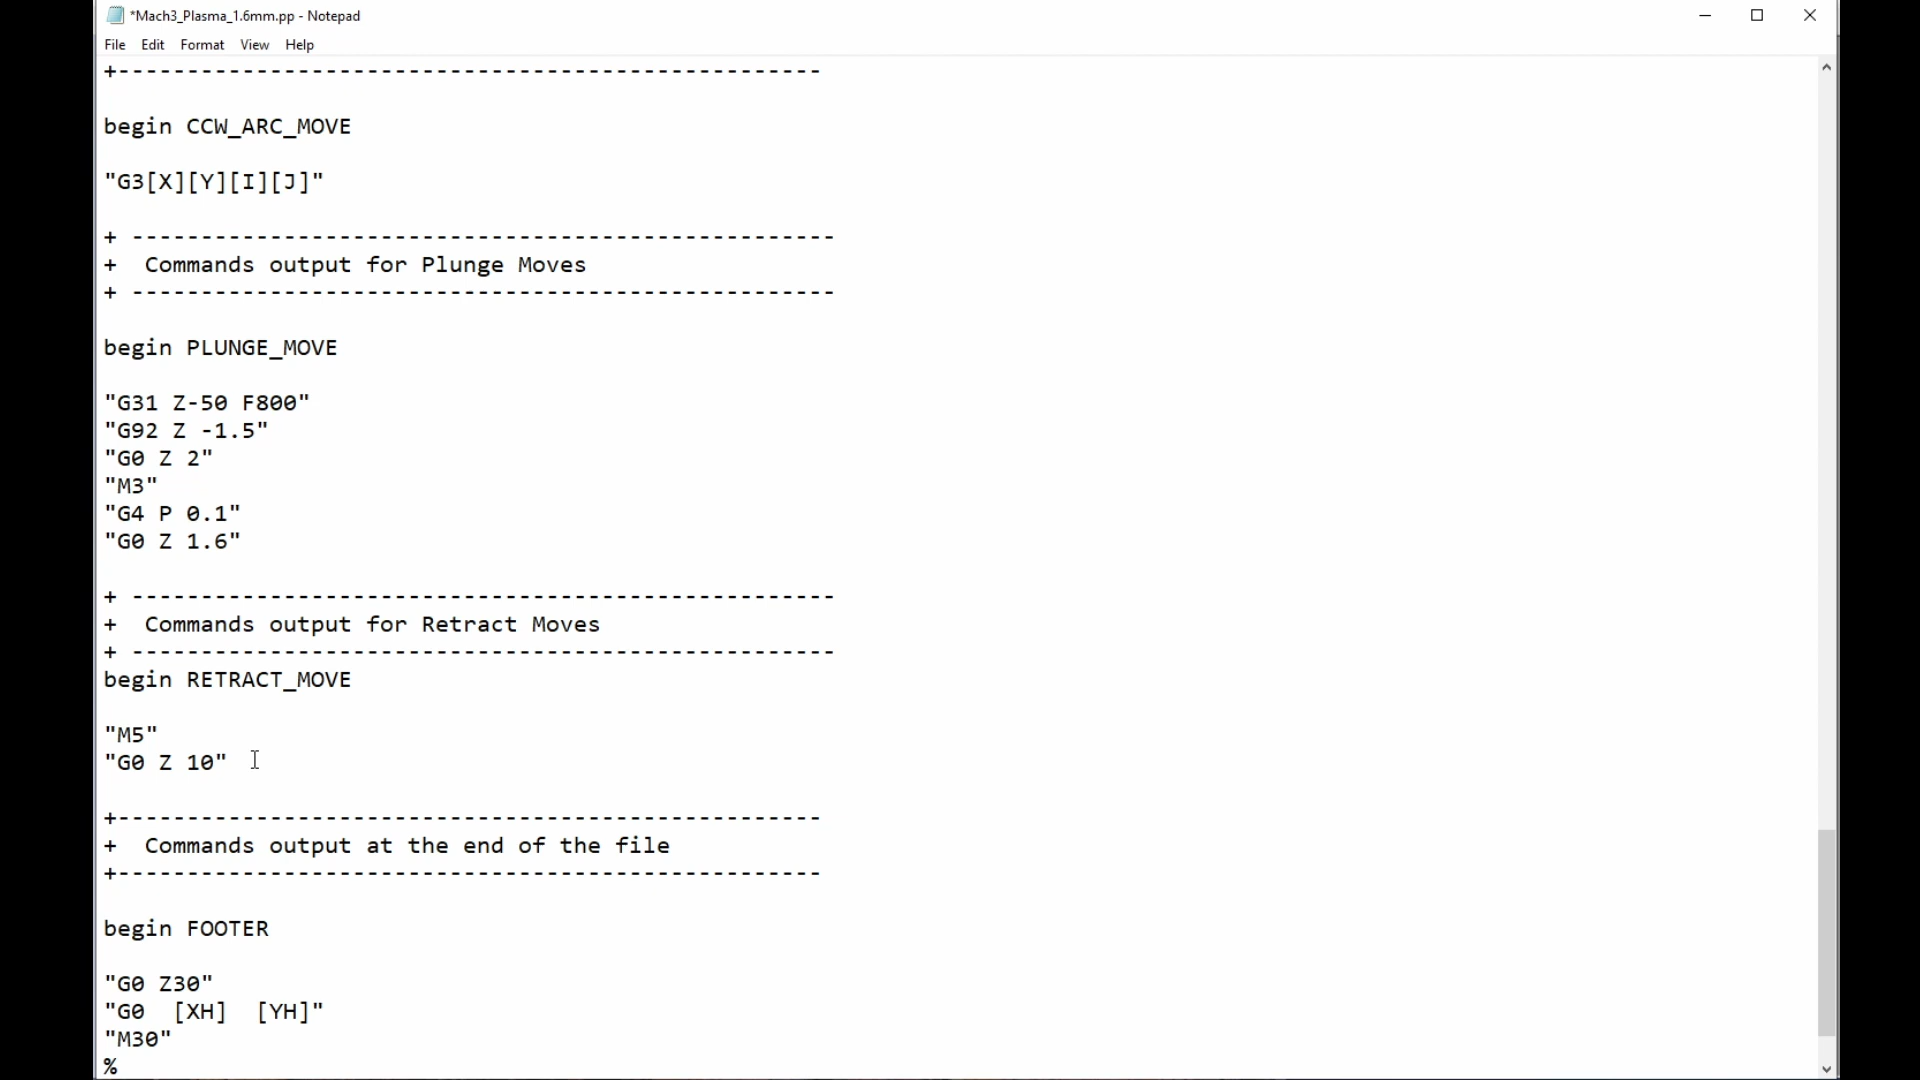 *Mach3_Plasma_1.6mm.pp - Notepad
File Edit Format View Help
+---------------------------------------------------
begin CCW_ARC_MOVE
"G3[X][Y][I][J]"
+ ---------------------------------------------------
+  Commands output for Plunge Moves
+ ---------------------------------------------------
begin PLUNGE_MOVE
"G31 Z-50 F800"
"G92 Z -1.5"
"G0 Z 2"
"M3"
"G4 P 0.1"
"G0 Z 1.6"
+ ---------------------------------------------------
+  Commands output for Retract Moves
+ ---------------------------------------------------
begin RETRACT_MOVE
"M5"
"G0 Z 10"
+---------------------------------------------------
+  Commands output at the end of the file
+---------------------------------------------------
begin FOOTER
"G0 Z30"
"G0  [XH]  [YH]"
"M30"
%